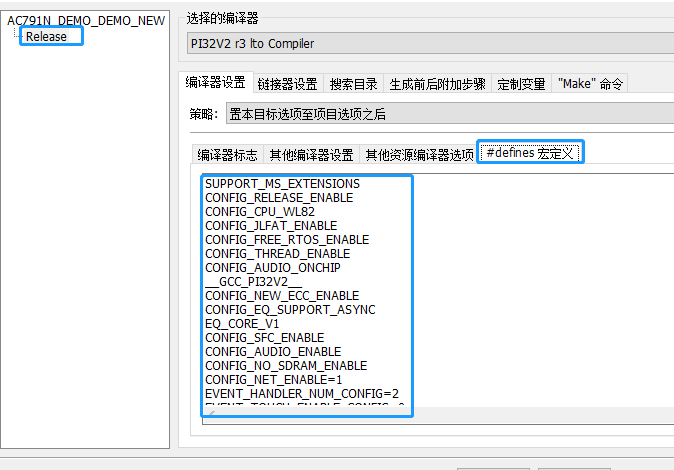 AC791N_DEMO_DEMO_NEW
Release
选择的编译器
PI32V2 r3 lto Compiler
编译器设置 链接器设置 搜索目录 生成前后附加步骤 定制变量 "Make" 命令
策略: 置本目标选项至项目选项之后
编译器标志 其他编译器设置 其他资源编译器选项 #defines 宏定义
SUPPORT_MS_EXTENSIONS
CONFIG_RELEASE_ENABLE
CONFIG_CPU_WL82
CONFIG_JLFAT_ENABLE
CONFIG_FREE_RTOS_ENABLE
CONFIG_THREAD_ENABLE
CONFIG_AUDIO_ONCHIP
__GCC_PI32V2__
CONFIG_NEW_ECC_ENABLE
CONFIG_EQ_SUPPORT_ASYNC
EQ_CORE_V1
CONFIG_SFC_ENABLE
CONFIG_AUDIO_ENABLE
CONFIG_NO_SDRAM_ENABLE
CONFIG_NET_ENABLE=1
EVENT_HANDLER_NUM_CONFIG=2